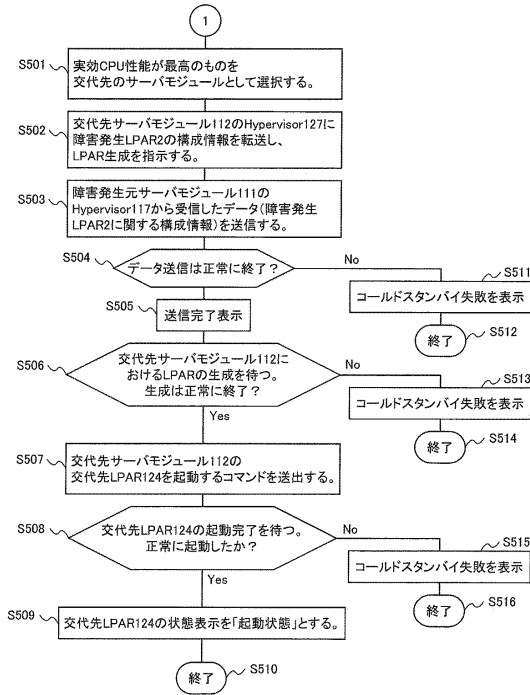 1
S501
実効CPU性能が最高のものを
交代先のサーバモジュールとして選択する。
S502
交代先サーバモジュール112のHypervisor127に
障害発生LPAR2の構成情報を転送し、
LPAR生成を指示する。
S503
障害発生元サーバモジュール111の
Hypervisor117から受信したデータ(障害発生
LPAR2に関する構成情報)を送信する。
S504
データ送信は正常に終了?
No
S511
コールドスタンバイ失敗を表示
S505
送信完了表示
終了
S512
S506
交代先サーバモジュール112に
おけるLPARの生成を待つ。
生成は正常に終了?
No
S513
コールドスタンバイ失敗を表示
Yes
終了
S514
S507
交代先サーバモジュール112の
交代先LPAR124を起動するコマンドを送出する。
S508
交代先LPAR124の起動完了を待つ。
正常に起動したか?
No
S515
コールドスタンバイ失敗を表示
Yes
終了
S516
S509
交代先LPAR124の状態表示を「起動状態」とする。
終了
S510